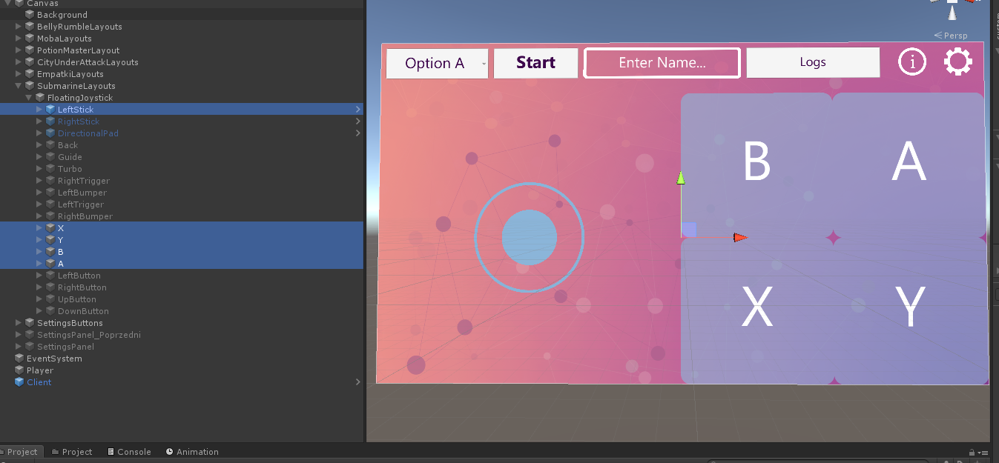 Canvas
Background
BellyRumbleLayouts
MobaLayouts
PotionMasterLayout
CityUnderAttackLayouts
EmpatkiLayouts
SubmarineLayouts
FloatingJoystick
LeftStick
RightStick
DirectionalPad
Back
Guide
Turbo
RightTrigger
LeftBumper
LeftTrigger
RightBumper
X
Y
B
A
LeftButton
RightButton
UpButton
DownButton
SettingsButtons
SettingsPanel_Poprzedni
SettingsPanel
EventSystem
Player
Client
Persp
Option A
Start
Enter Name...
Logs
i
B A
X Y
Project Project Console Animation